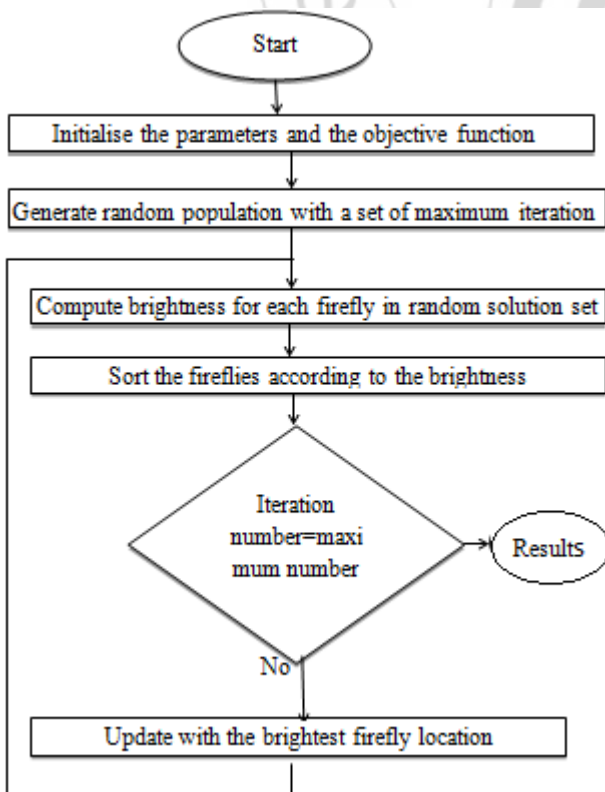 Start
Initialise the parameters and the objective function
Generate random population with a set of maximum iteration
Compute brightness for each firefly in random solution set
Sort the fireflies according to the brightness
Iteration
number=maxi
mum number
Results
No
Update with the brightest firefly location